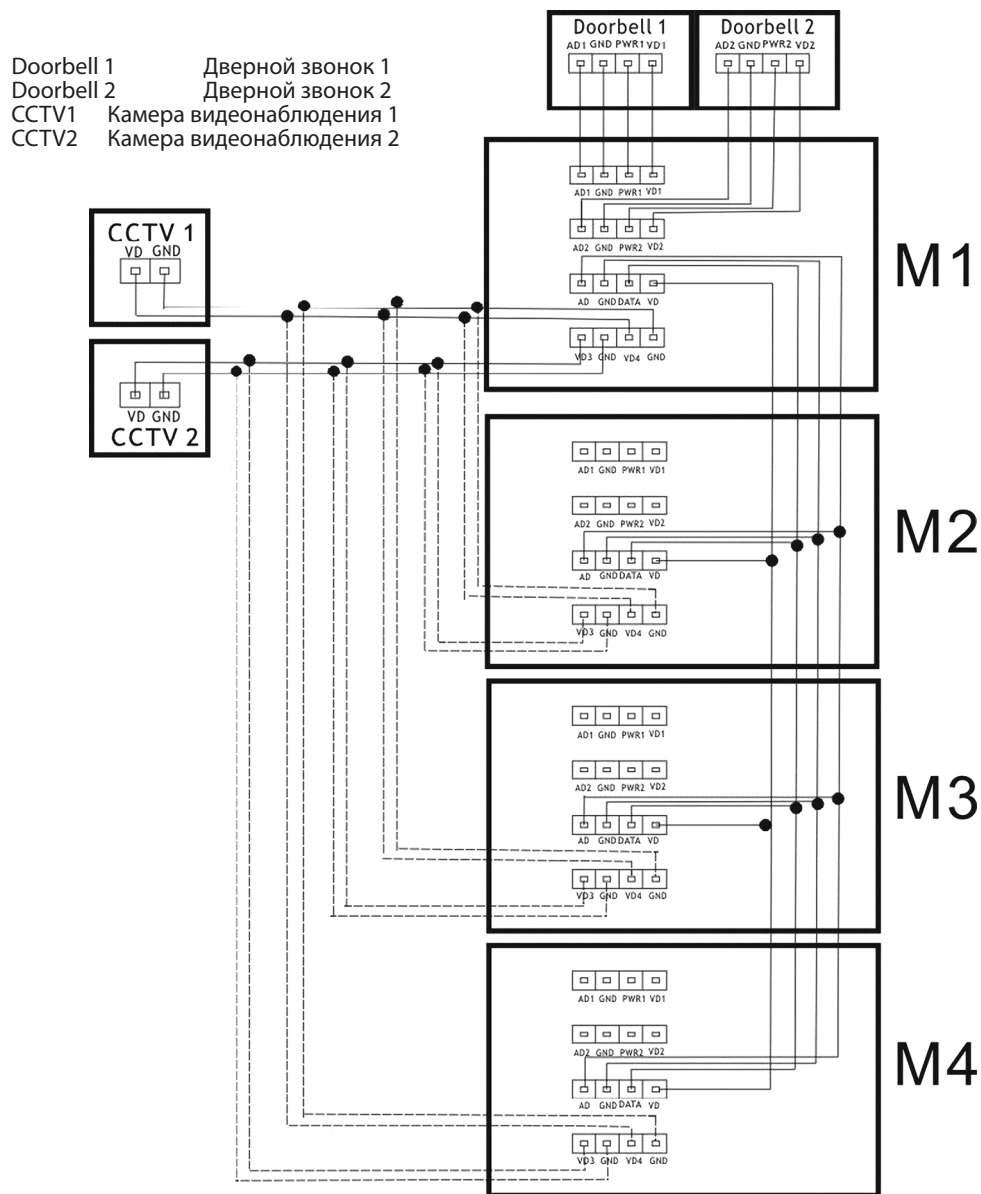 Doorbell 1 Дверной звонок 1
Doorbell 2 Дверной звонок 2
CCTV1 Камера видеонаблюдения 1
CCTV2 Камера видеонаблюдения 2
Doorbell 1
AD1 GND PWR1 VD1
Doorbell 2
AD2 GND PWR2 VD2
CCTV 1
VD GND
VD GND
CCTV 2
AD1 GND PWR1 VD1
AD2 GND PWR2 VD2
AD GND DATA VD
VD3 GND VD4 GND
M1
AD1 GND PWR1 VD1
AD2 GND PWR2 VD2
AD GND DATA VD
VD3 GND VD4 GND
M2
AD1 GND PWR1 VD1
AD2 GND PWR2 VD2
AD GND DATA VD
VD3 GND VD4 GND
M3
AD1 GND PWR1 VD1
AD2 GND PWR2 VD2
AD GND DATA VD
VD3 GND VD4 GND
M4